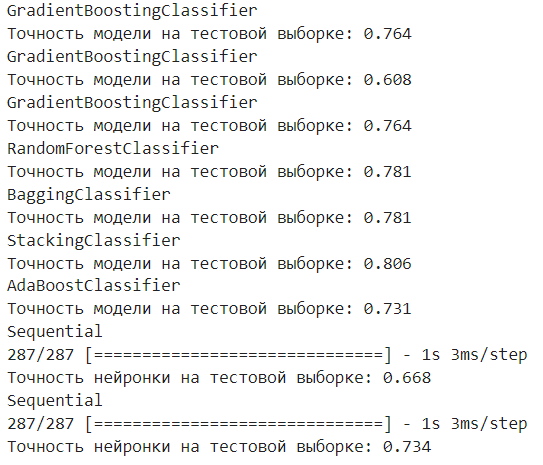 GradientBoostingClassifier
Точность модели на тестовой выборке: 0.764
GradientBoostingClassifier
Точность модели на тестовой выборке: 0.608
GradientBoostingClassifier
Точность модели на тестовой выборке: 0.764
RandomForestClassifier
Точность модели на тестовой выборке: 0.781
BaggingClassifier
Точность модели на тестовой выборке: 0.781
StackingClassifier
Точность модели на тестовой выборке: 0.806
AdaBoostClassifier
Точность модели на тестовой выборке: 0.731
Sequential
287/287 [==============================] - 1s 3ms/step
Точность нейронки на тестовой выборке: 0.668
Sequential
287/287 [==============================] - 1s 3ms/step
Точность нейронки на тестовой выборке: 0.734